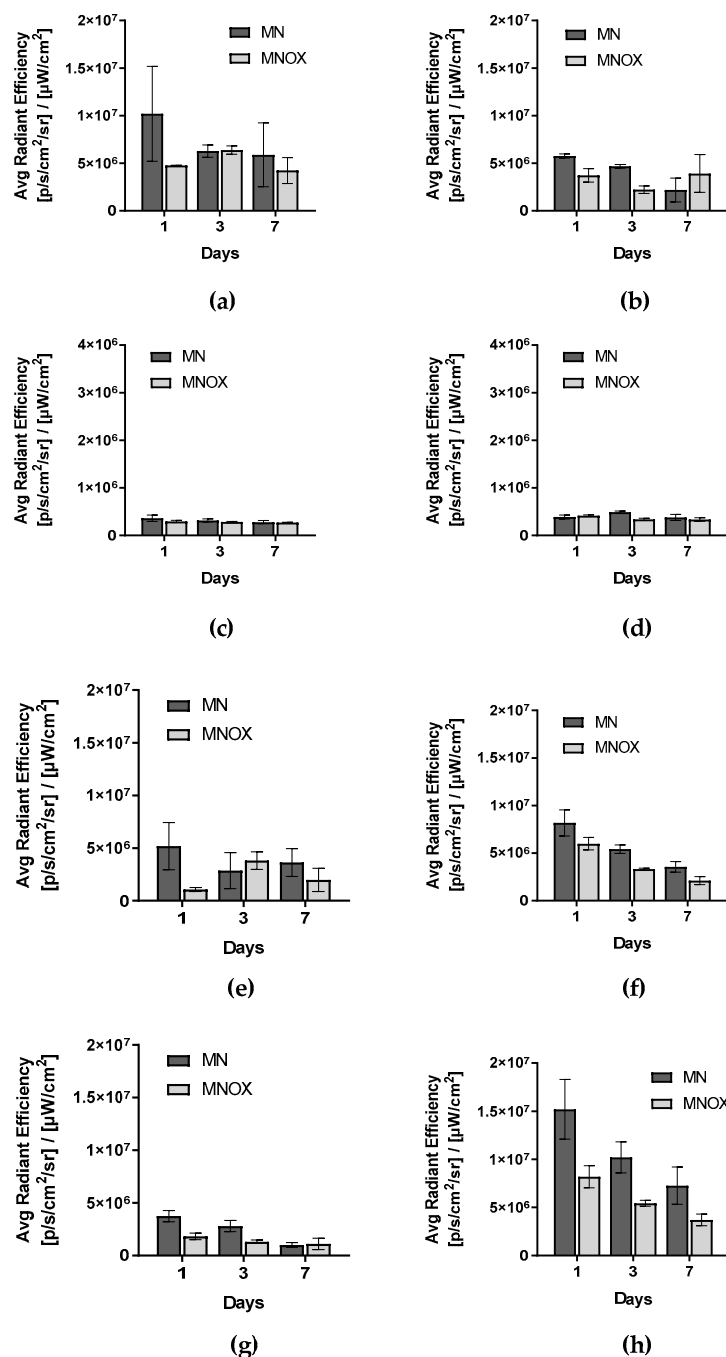 Avg Radiant Efficiency
[p/s/cm²/sr] / [µW/cm²]
2×10⁷
1.5×10⁷
1×10⁷
5×10⁶
0
MN
MNOX
1 3 7
Days
(a)
Avg Radiant Efficiency
[p/s/cm²/sr] / [µW/cm²]
2×10⁷
1.5×10⁷
1×10⁷
5×10⁶
0
MN
MNOX
1 3 7
Days
(b)
Avg Radiant Efficiency
[p/s/cm²/sr] / [µW/cm²]
4×10⁶
3×10⁶
2×10⁶
1×10⁶
0
MN
MNOX
1 3 7
Days
(c)
Avg Radiant Efficiency
[p/s/cm²/sr] / [µW/cm²]
4×10⁶
3×10⁶
2×10⁶
1×10⁶
0
MN
MNOX
1 3 7
Days
(d)
Avg Radiant Efficiency
[p/s/cm²/sr] / [µW/cm²]
2×10⁷
1.5×10⁷
1×10⁷
5×10⁶
0
MN
MNOX
1 3 7
Days
(e)
Avg Radiant Efficiency
[p/s/cm²/sr] / [µW/cm²]
2×10⁷
1.5×10⁷
1×10⁷
5×10⁶
0
MN
MNOX
1 3 7
Days
(f)
Avg Radiant Efficiency
[p/s/cm²/sr] / [µW/cm²]
2×10⁷
1.5×10⁷
1×10⁷
5×10⁶
0
MN
MNOX
1 3 7
Days
(g)
Avg Radiant Efficiency
[p/s/cm²/sr] / [µW/cm²]
2×10⁷
1.5×10⁷
1×10⁷
5×10⁶
0
MN
MNOX
1 3 7
Days
(h)